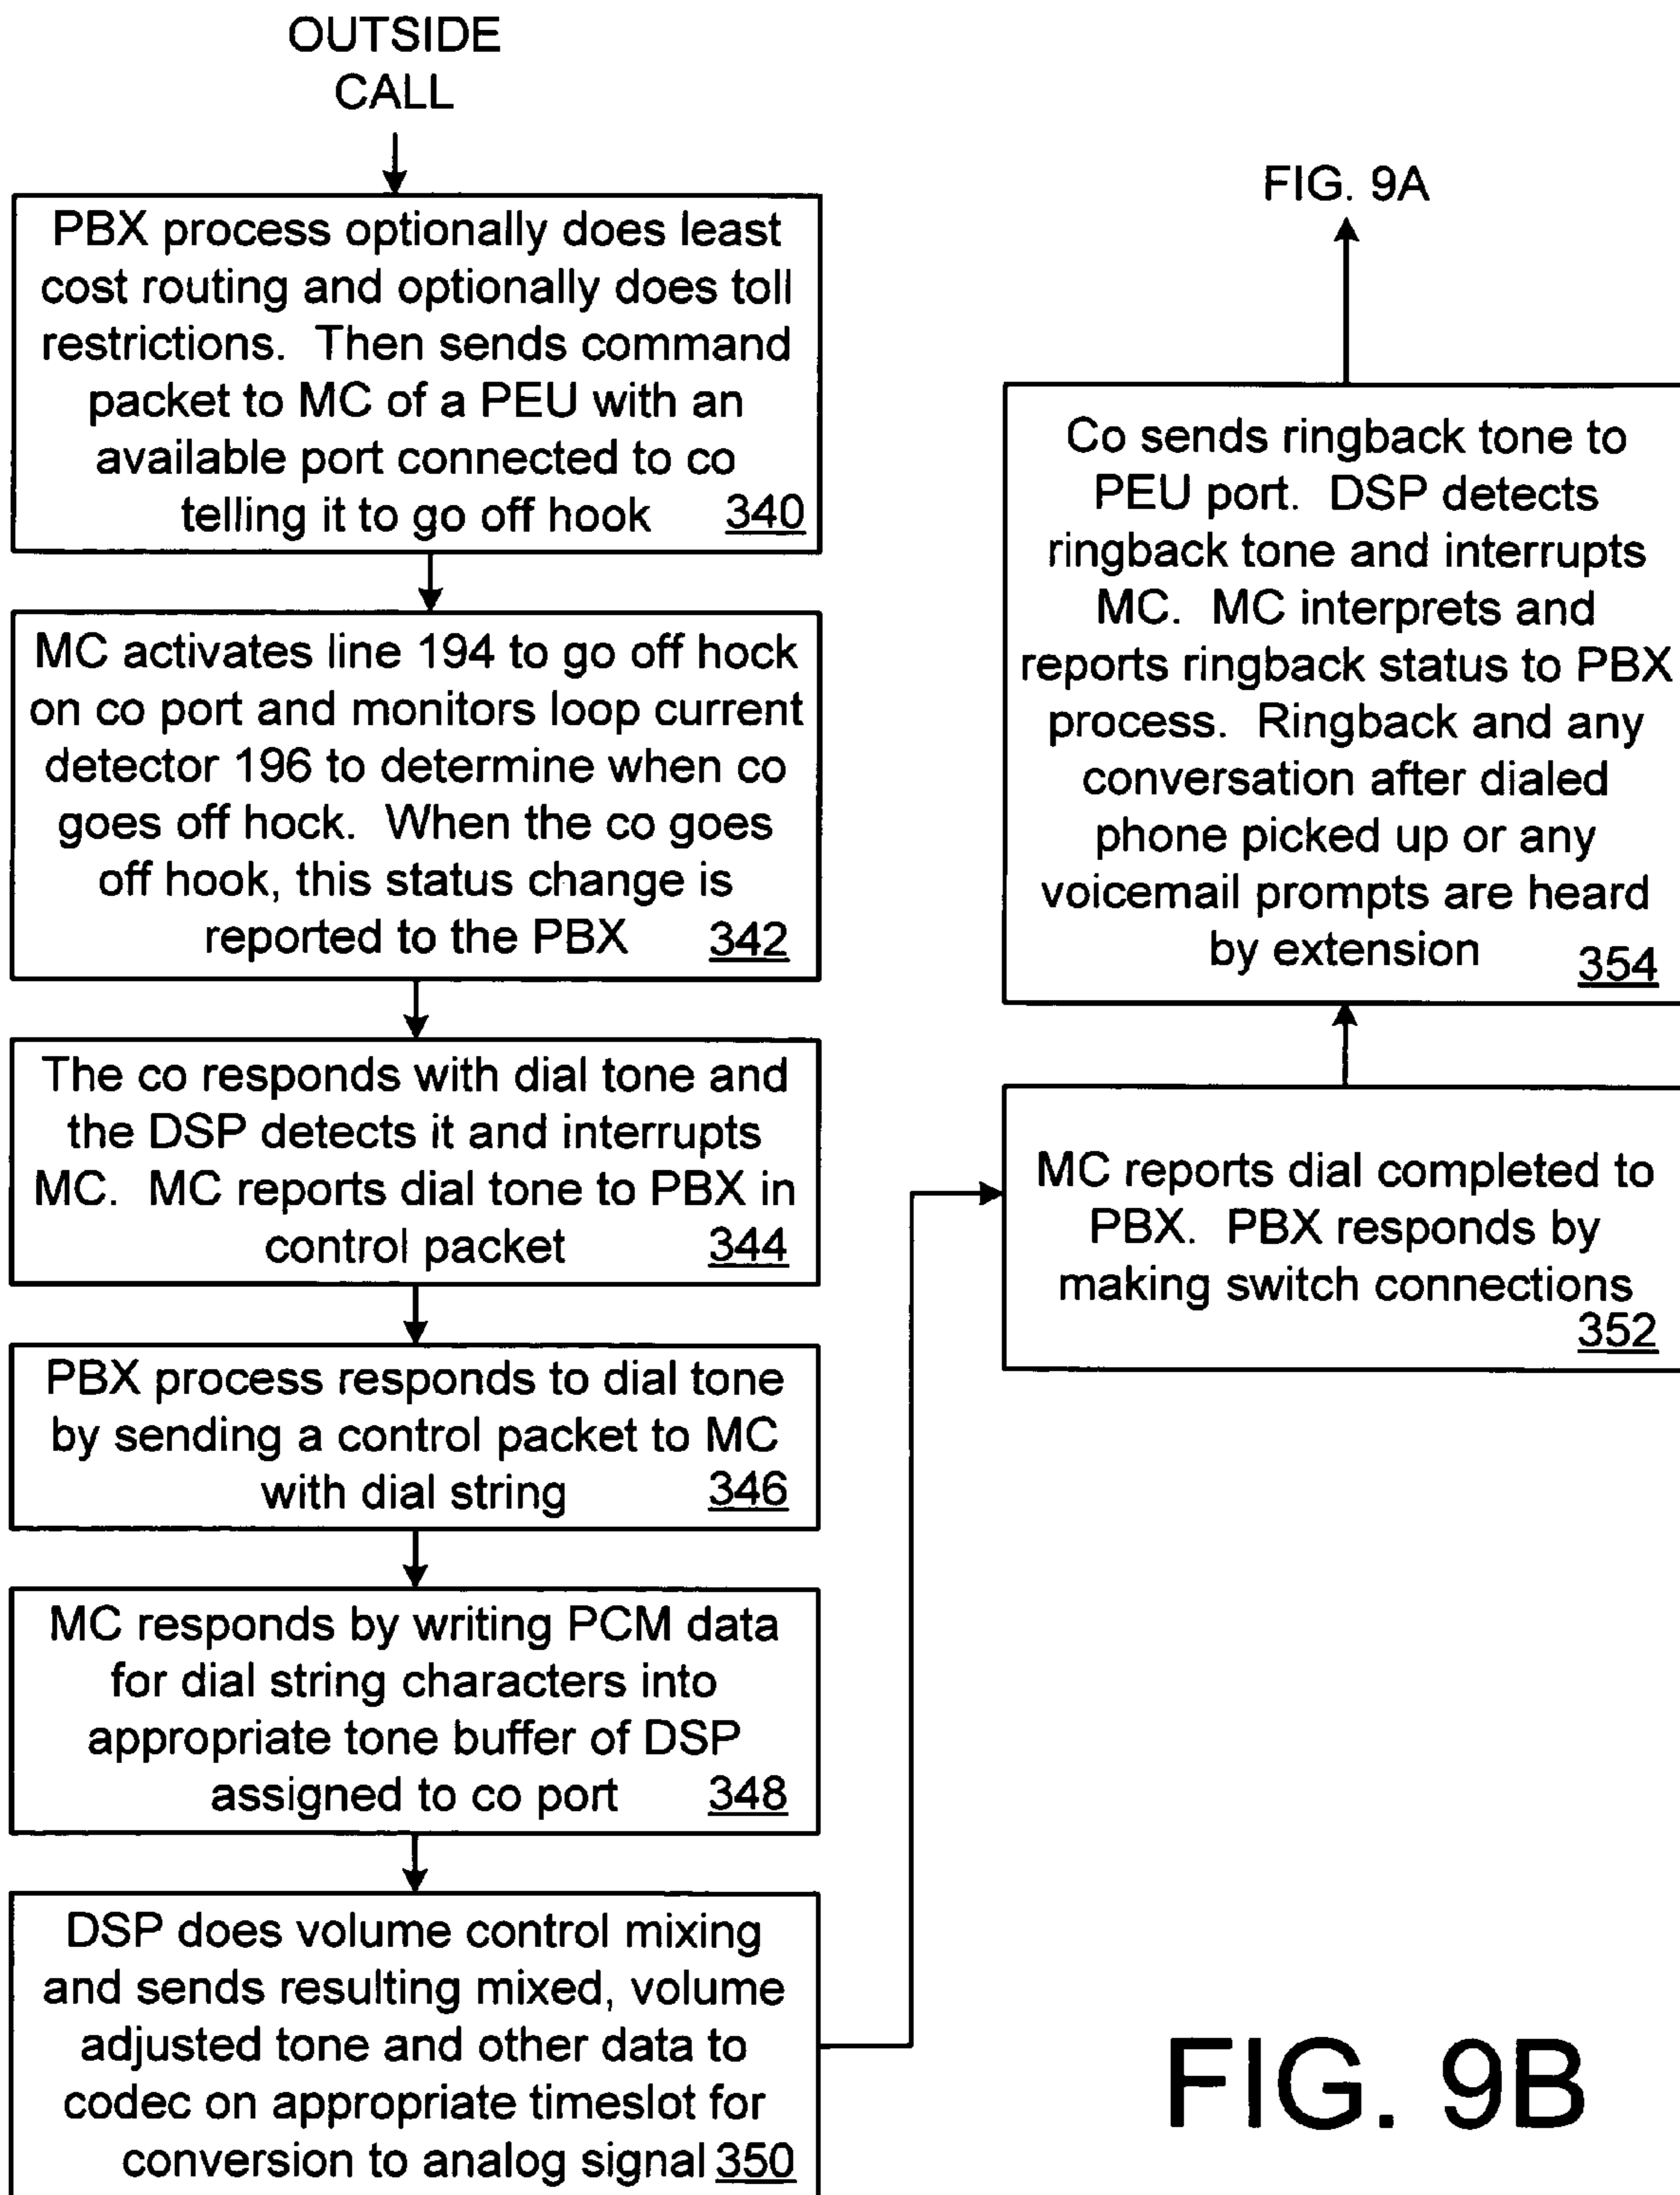 OUTSIDE
CALL
PBX process optionally does least
cost routing and optionally does toll
restrictions. Then sends command
packet to MC of a PEU with an
available port connected to co
telling it to go off hook 340
MC activates line 194 to go off hock
on co port and monitors loop current
detector 196 to determine when co
goes off hock. When the co goes
off hook, this status change is
reported to the PBX 342
The co responds with dial tone and
the DSP detects it and interrupts
MC. MC reports dial tone to PBX in
control packet 344
PBX process responds to dial tone
by sending a control packet to MC
with dial string 346
MC responds by writing PCM data
for dial string characters into
appropriate tone buffer of DSP
assigned to co port 348
DSP does volume control mixing
and sends resulting mixed, volume
adjusted tone and other data to
codec on appropriate timeslot for
conversion to analog signal 350
MC reports dial completed to
PBX. PBX responds by
making switch connections
352
Co sends ringback tone to
PEU port. DSP detects
ringback tone and interrupts
MC. MC interprets and
reports ringback status to PBX
process. Ringback and any
conversation after dialed
phone picked up or any
voicemail prompts are heard
by extension 354
FIG. 9A
FIG. 9B